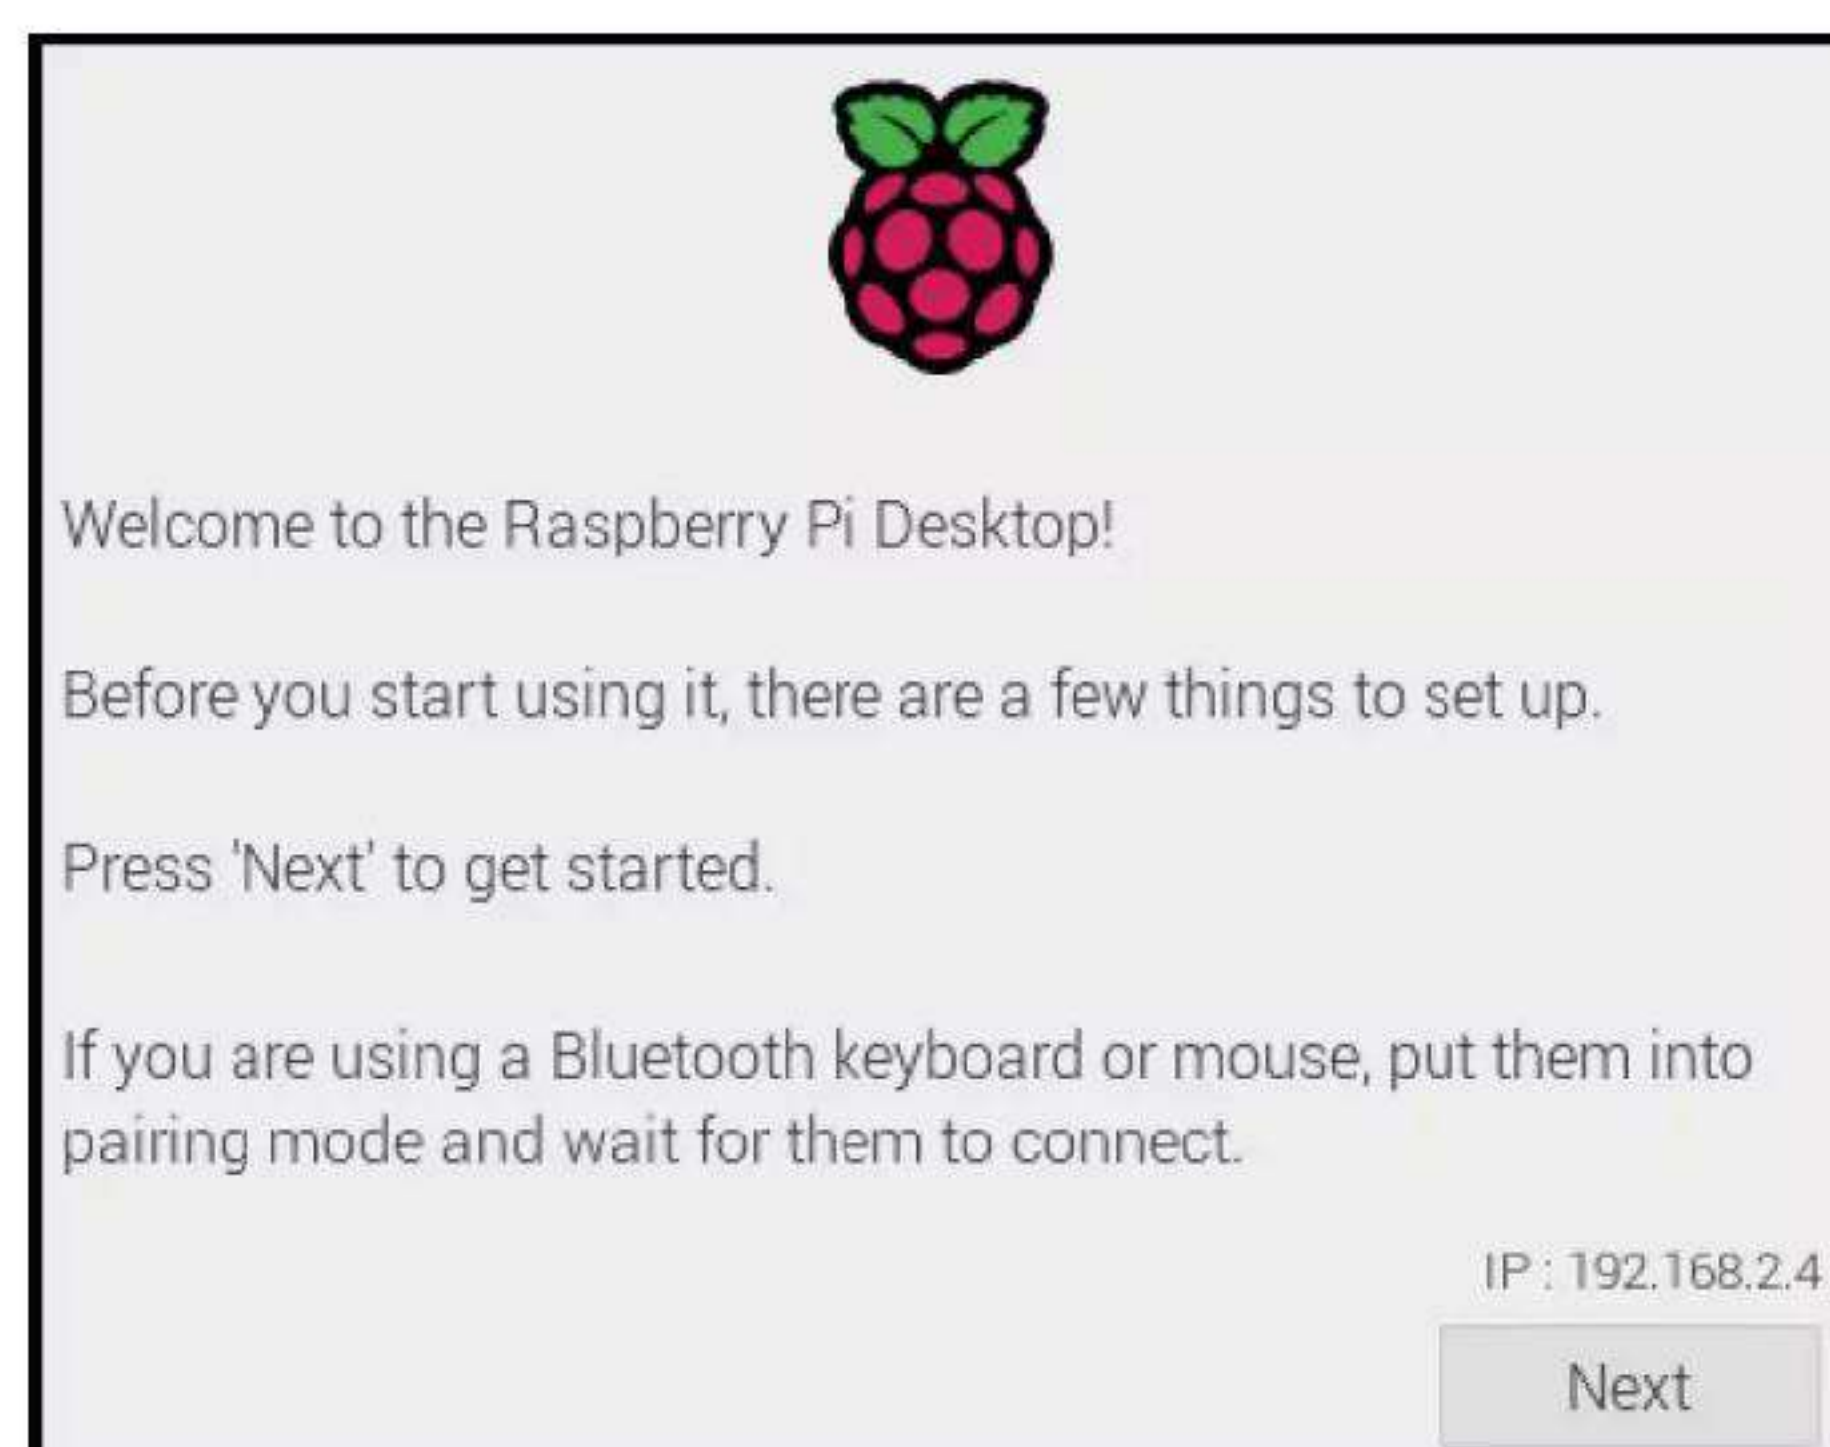 Welcome to the Raspberry Pi Desktop!
Before you start using it, there are a few things to set up.
Press 'Next' to get started.
If you are using a Bluetooth keyboard or mouse, put them into
pairing mode and wait for them to connect.
IP : 192.168.2.4
Next